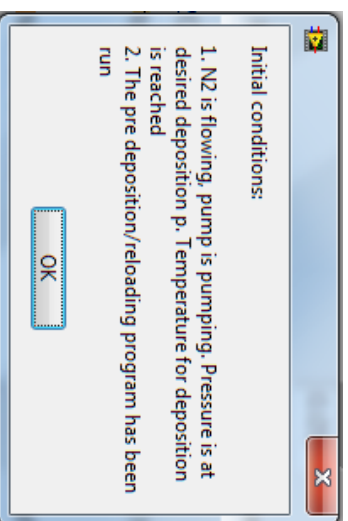 Initial conditions:
1. N2 is flowing, pump is pumping. Pressure is at
desired deposition p. Temperature for deposition
is reached
2. The pre deposition/reloading program has been
run
OK